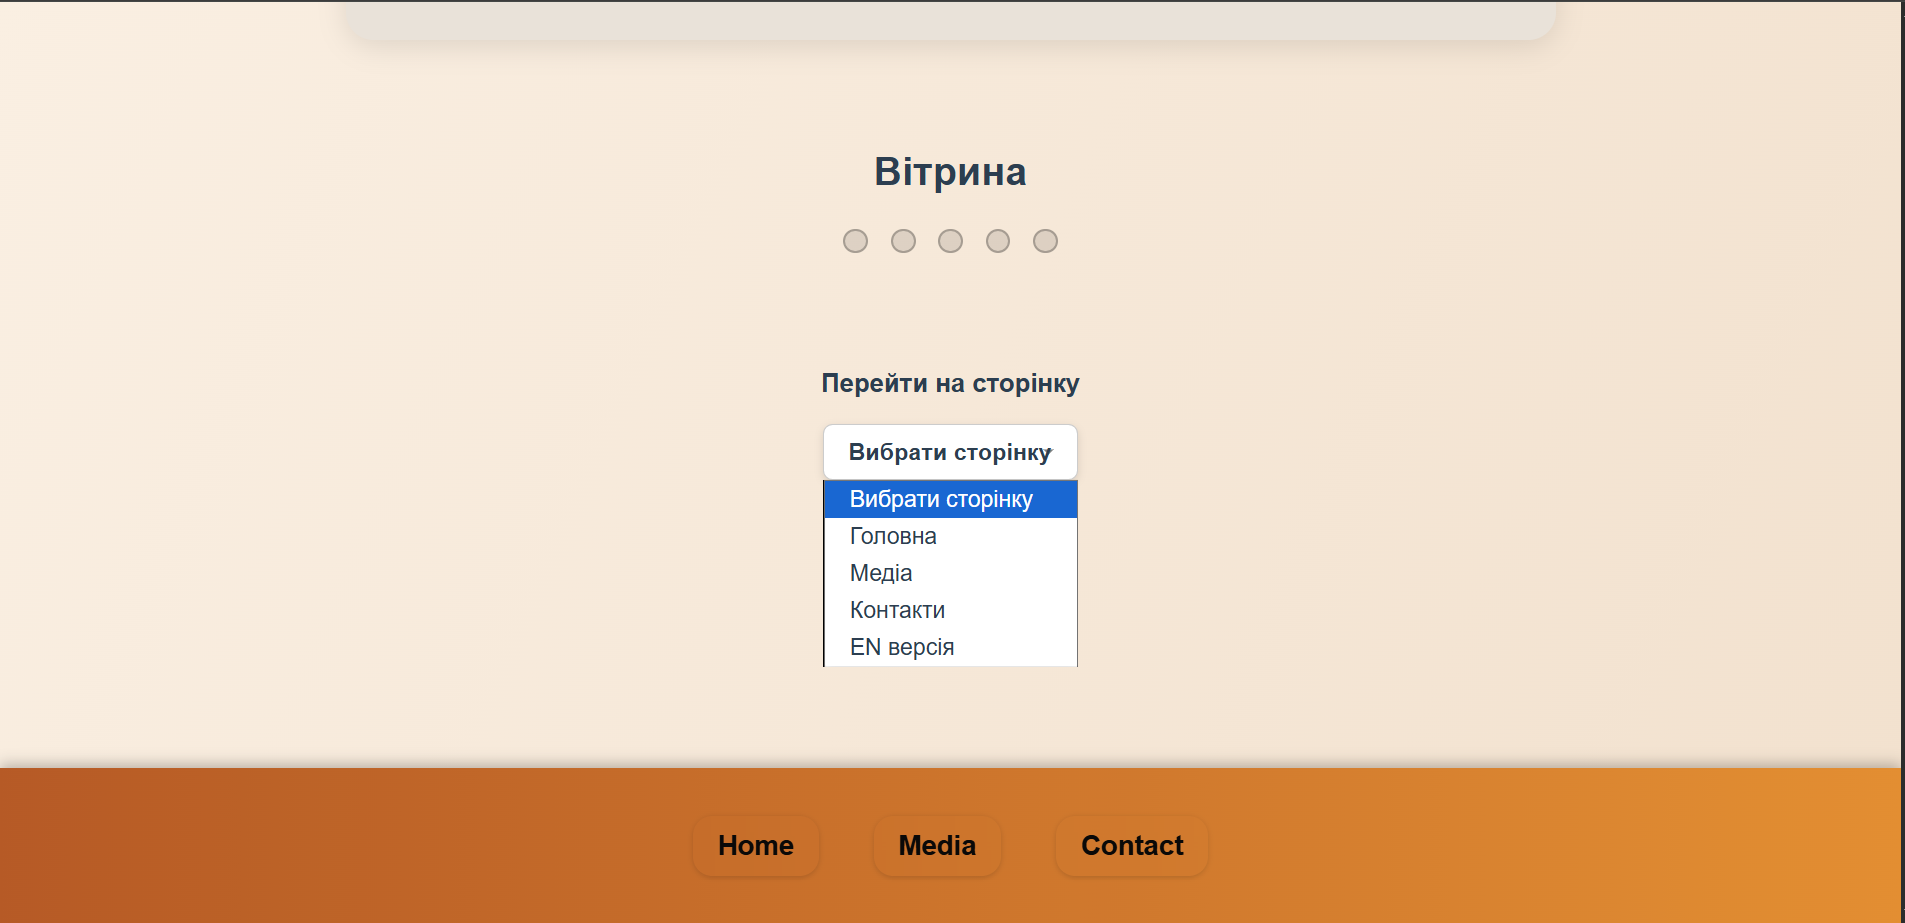 Вітрина
Перейти на сторінку
Вибрати сторінку
Вибрати сторінку
Головна
Медіа
Контакти
EN версія
Home
Media
Contact